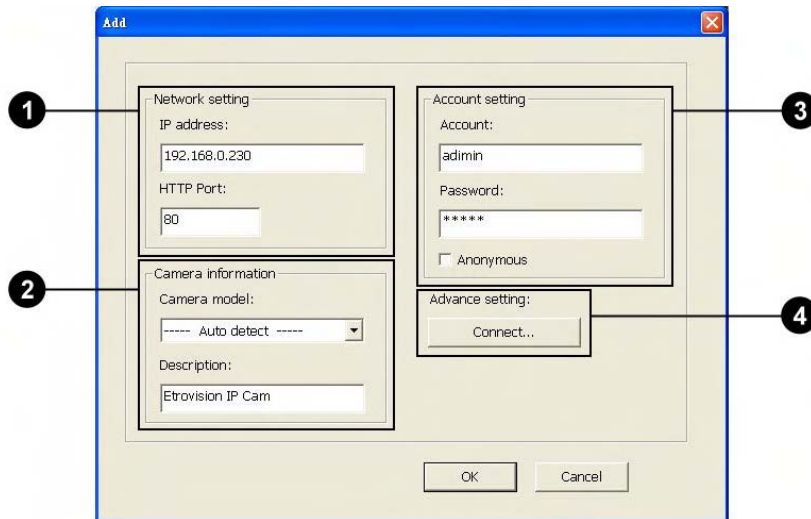 Add
1
Network setting
IP address:
192.168.0.230
HTTP Port:
80
2
Camera information
Camera model:
----- Auto detect -----
Description:
Etrovision IP Cam
3
Account setting
Account:
adimin
Password:
*****
Anonymous
4
Advance setting:
Connect...
OK
Cancel